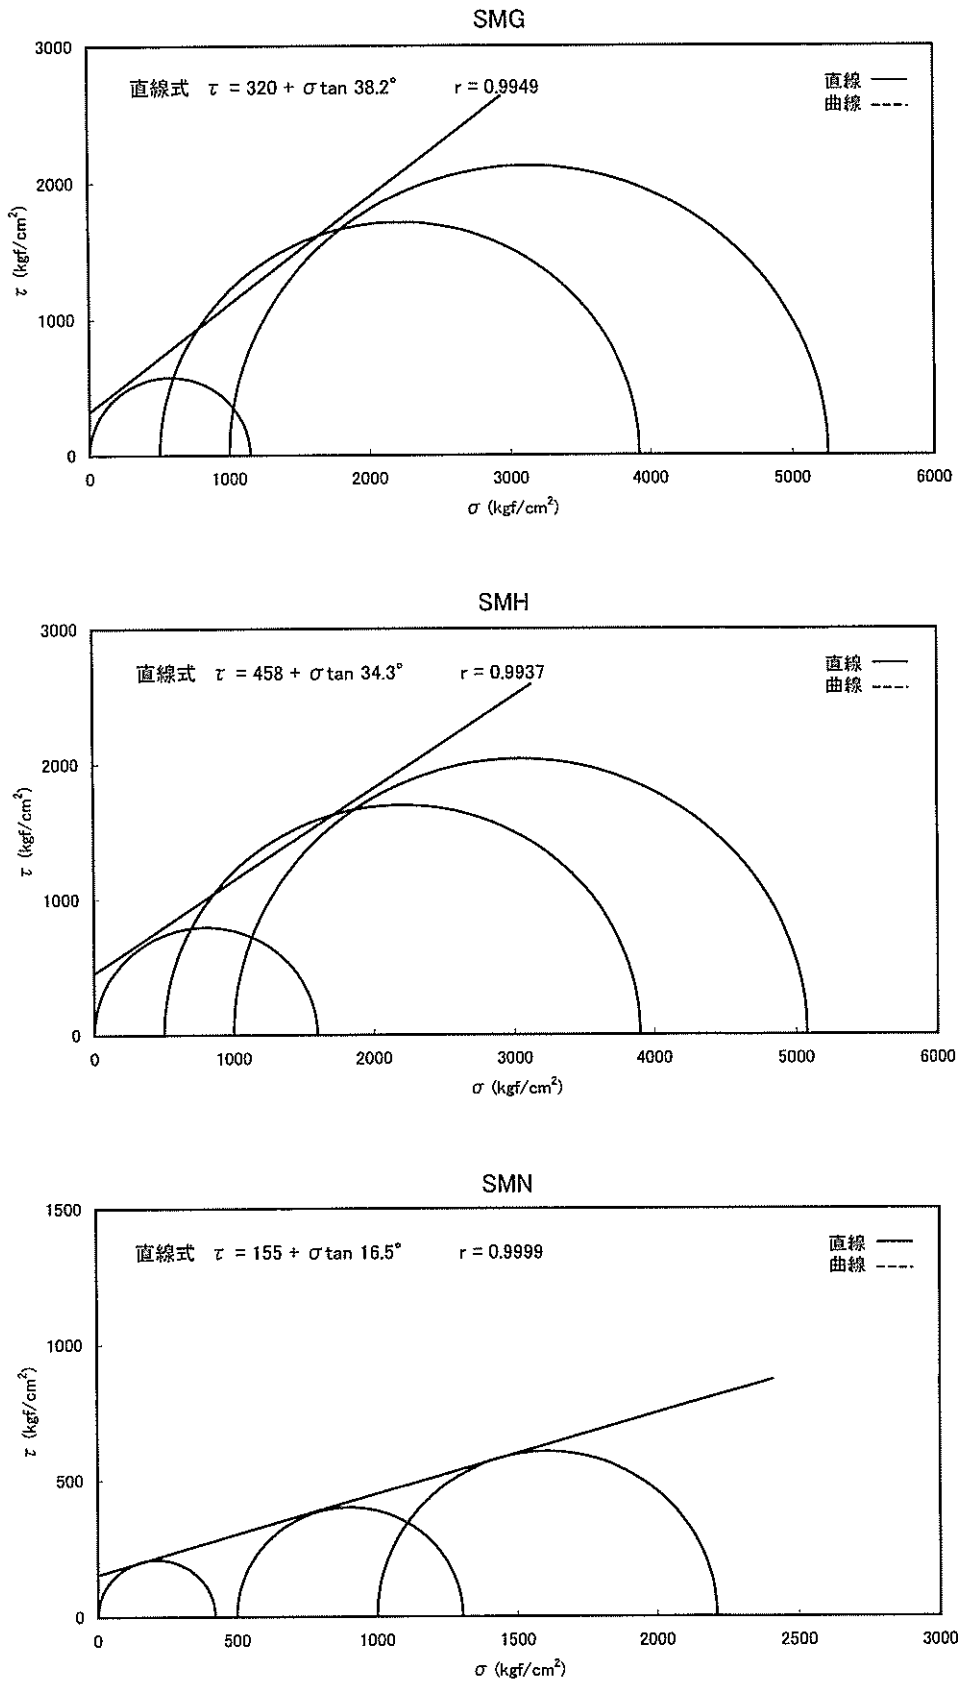 SMG
3000
直線式 τ = 320 + σ tan 38.2° r = 0.9949
直線
曲線
2000
τ (kgf/cm²)
1000
0
0 1000 2000 3000 4000 5000 6000
σ (kgf/cm²)
SMH
3000
直線式 τ = 458 + σ tan 34.3° r = 0.9937
直線
曲線
2000
τ (kgf/cm²)
1000
0
0 1000 2000 3000 4000 5000 6000
σ (kgf/cm²)
SMN
1500
直線式 τ = 155 + σ tan 16.5° r = 0.9999
直線
曲線
1000
τ (kgf/cm²)
500
0
0 500 1000 1500 2000 2500 3000
σ (kgf/cm²)